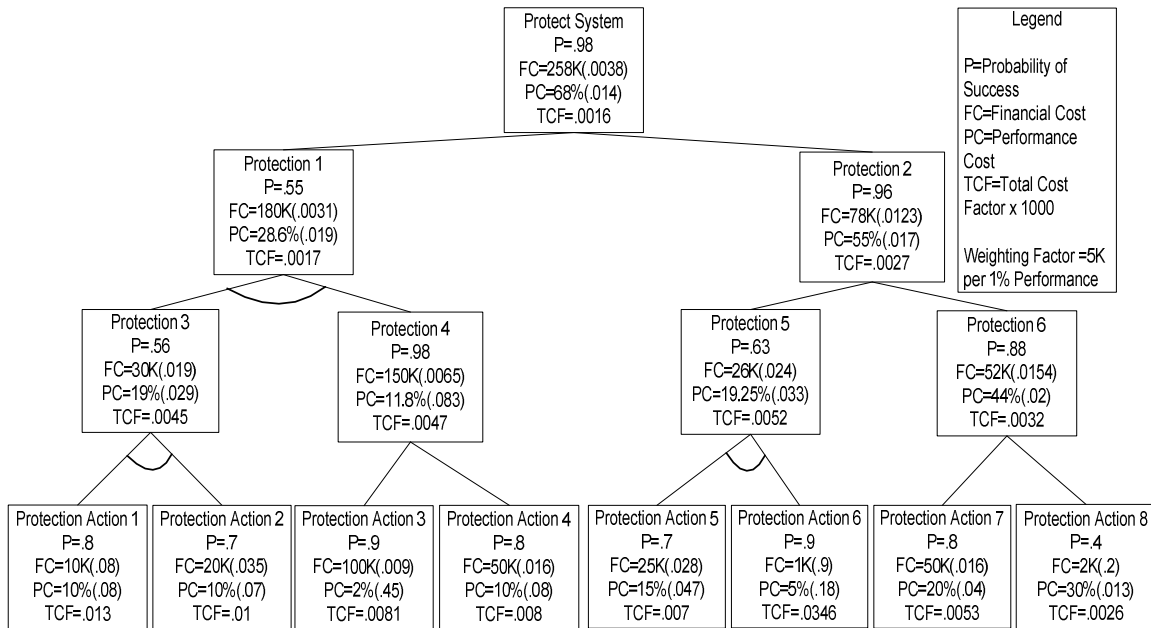 Protect System
P=.98
FC=258K(.0038)
PC=68%(.014)
TCF=.0016
Legend
P=Probability of
Success
FC=Financial Cost
PC=Performance
Cost
TCF=Total Cost
Factor x 1000
Weighting Factor =5K
per 1% Performance
Protection 1
P=.55
FC=180K(.0031)
PC=28.6%(.019)
TCF=.0017
Protection 2
P=.96
FC=78K(.0123)
PC=55%(.017)
TCF=.0027
Protection 3
P=.56
FC=30K(.019)
PC=19%(.029)
TCF=.0045
Protection 4
P=.98
FC=150K(.0065)
PC=11.8%(.083)
TCF=.0047
Protection 5
P=.63
FC=26K(.024)
PC=19.25%(.033)
TCF=.0052
Protection 6
P=.88
FC=52K(.0154)
PC=44%(.02)
TCF=.0032
Protection Action 1
P=.8
FC=10K(.08)
PC=10%(.08)
TCF=.013
Protection Action 2
P=.7
FC=20K(.035)
PC=10%(.07)
TCF=.01
Protection Action 3
P=.9
FC=100K(.009)
PC=2%(.45)
TCF=.0081
Protection Action 4
P=.8
FC=50K(.016)
PC=10%(.08)
TCF=.008
Protection Action 5
P=.7
FC=25K(.028)
PC=15%(.047)
TCF=.007
Protection Action 6
P=.9
FC=1K(.9)
PC=5%(.18)
TCF=.0346
Protection Action 7
P=.8
FC=50K(.016)
PC=20%(.04)
TCF=.0053
Protection Action 8
P=.4
FC=2K(.2)
PC=30%(.013)
TCF=.0026